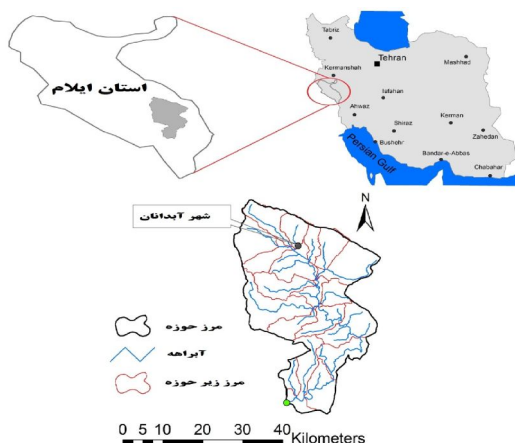 استان ایلام
Tabriz
Tehran
Mashhad
Kermanshah
Isfahan
Ahwaz
Shiraz
Kerman
Zahedan
Bushehr
Persian Gulf
Bandar-e-Abbas
Chabahar
N
شهر آبدانان
مرز حوزه
آبراهه
مرز زیر حوزه
0 5 10 20 30 40
Kilometers